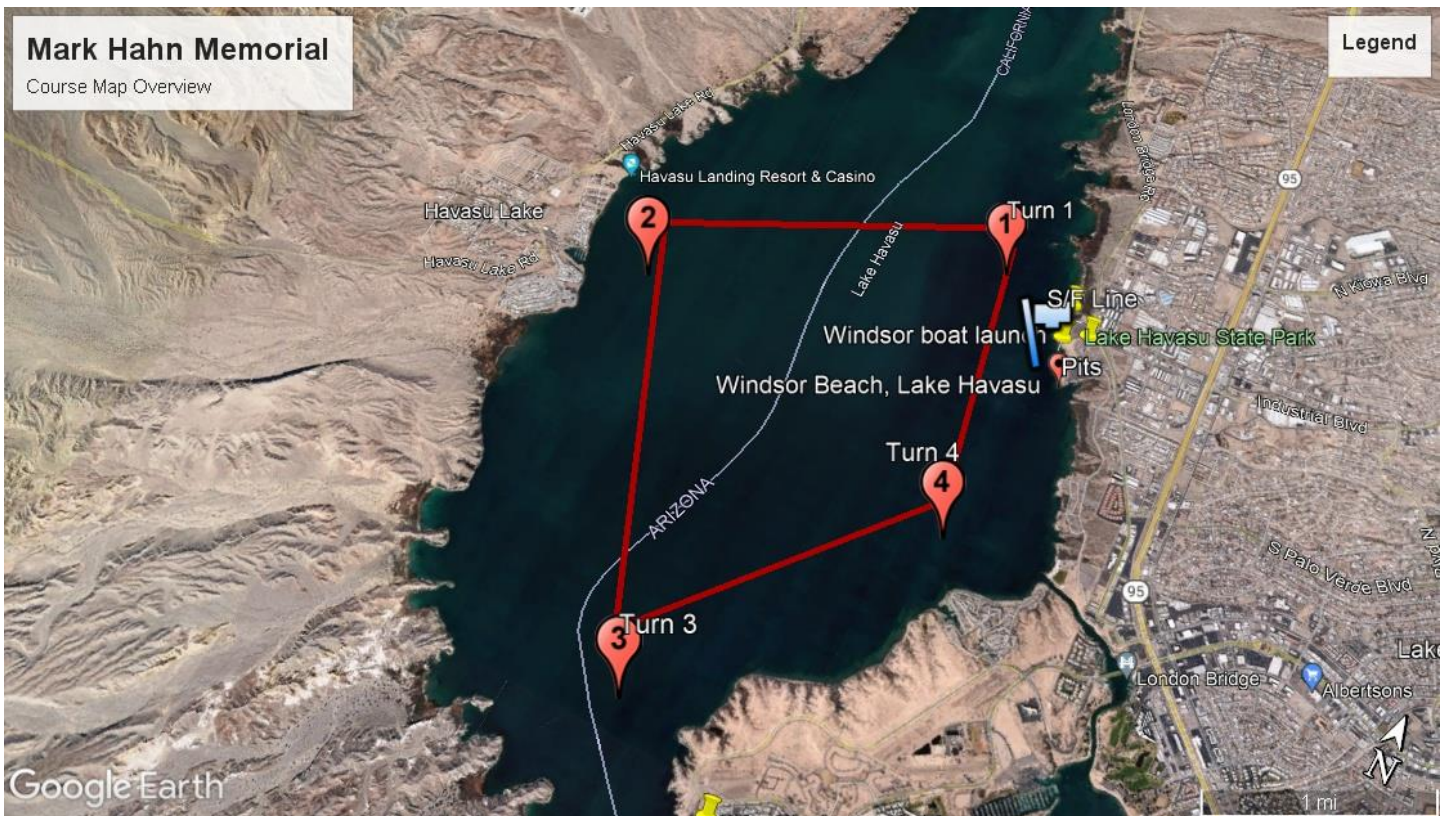 Mark Hahn Memorial
Course Map Overview
Legend
CALIFORNIA
Havasu Lake Rd
London Bridge Rd
Havasu Landing Resort & Casino
95
Havasu Lake
2
1
Turn 1
Lake Havasu
Havasu Lake Rd
N Kiowa Blvd
S/F Line
Windsor boat launch
Lake Havasu State Park
Pits
Windsor Beach, Lake Havasu
Industrial Blvd
Turn 4
4
ARIZONA
S Palo Verde Blvd
95
3
Turn 3
London Bridge
Albertsons
Lake
N
Google Earth
1 mi